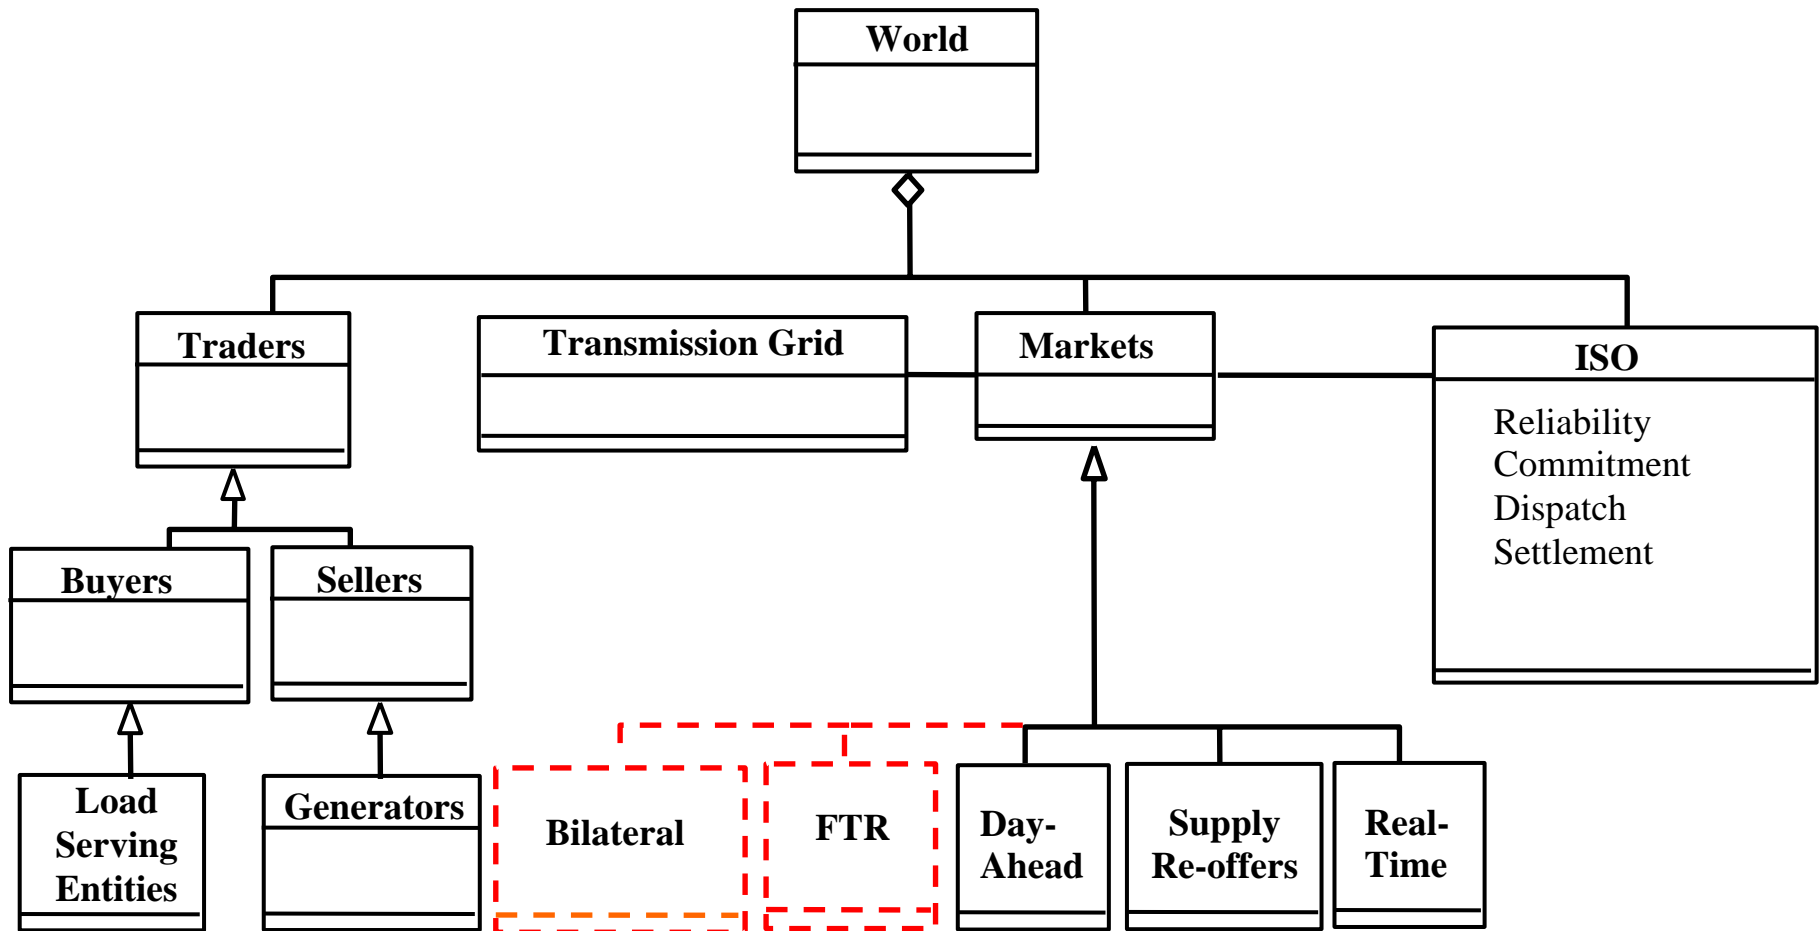 World
Traders
Transmission Grid
Markets
ISO
Reliability
Commitment
Dispatch
Settlement
Buyers
Sellers
Load
Serving
Entities
Generators
Bilateral
FTR
Day-
Ahead
Supply
Re-offers
Real-
Time